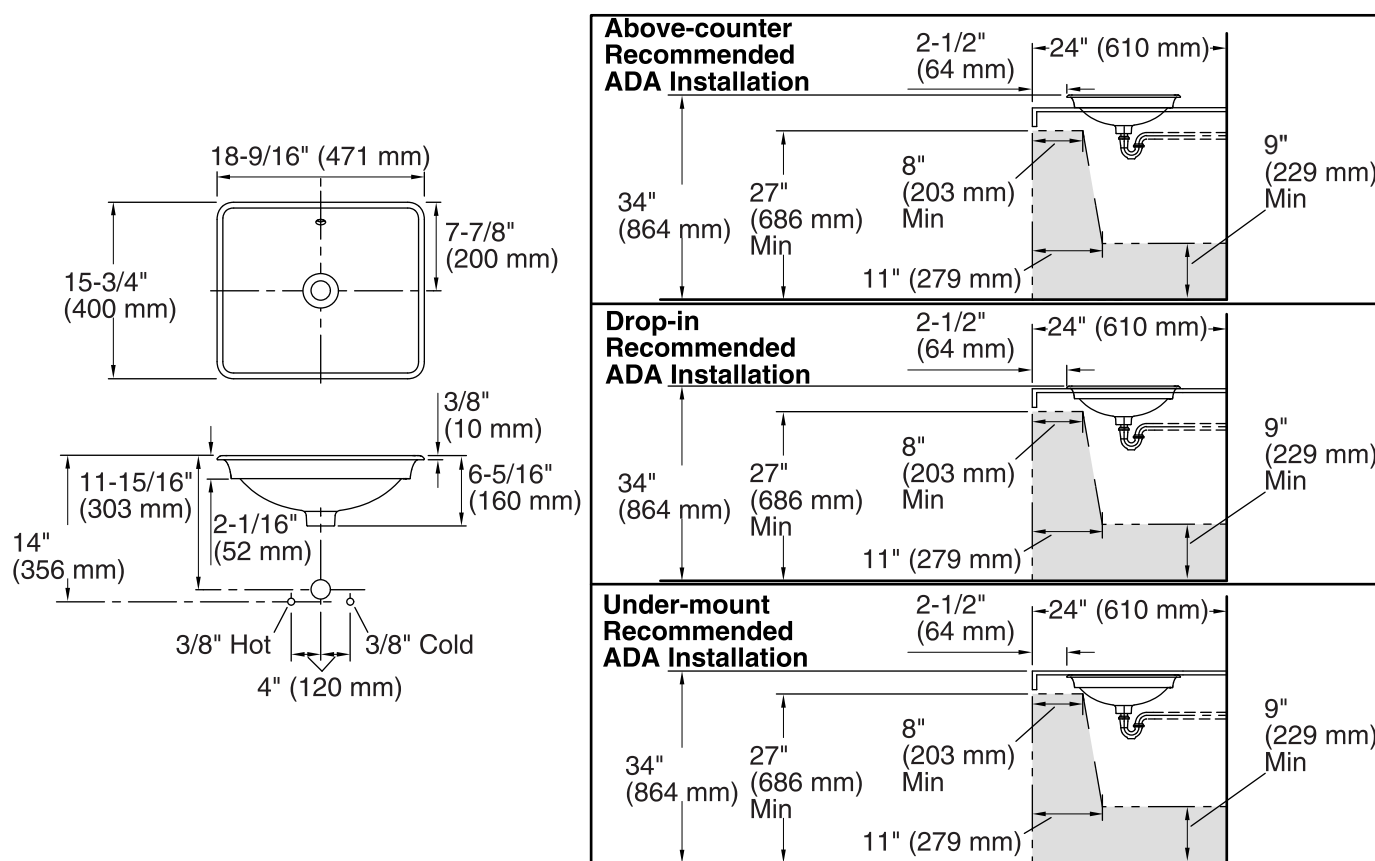 18-9/16" (471 mm)
7-7/8"
(200 mm)
15-3/4"
(400 mm)
3/8"
(10 mm)
11-15/16"
(303 mm)
6-5/16"
(160 mm)
2-1/16"
(52 mm)
14"
(356 mm)
3/8" Hot
3/8" Cold
4" (120 mm)
Above-counter
Recommended
ADA Installation
2-1/2"
(64 mm)
24" (610 mm)
34"
(864 mm)
27"
(686 mm)
Min
8"
(203 mm)
Min
9"
(229 mm)
Min
11" (279 mm)
Drop-in
Recommended
ADA Installation
2-1/2"
(64 mm)
24" (610 mm)
34"
(864 mm)
27"
(686 mm)
Min
8"
(203 mm)
Min
9"
(229 mm)
Min
11" (279 mm)
Under-mount
Recommended
ADA Installation
2-1/2"
(64 mm)
24" (610 mm)
34"
(864 mm)
27"
(686 mm)
Min
8"
(203 mm)
Min
9"
(229 mm)
Min
11" (279 mm)